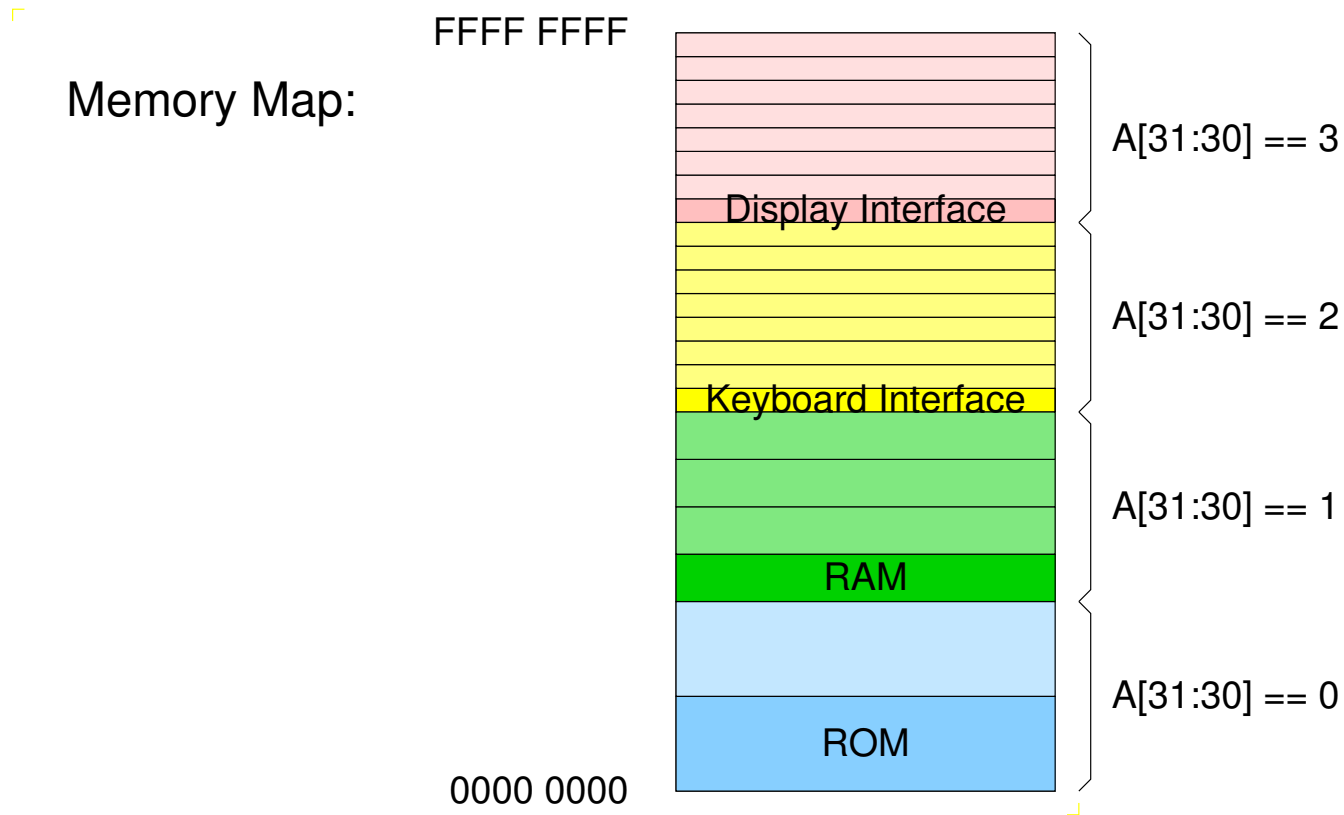 FFFF FFFF
Memory Map:
A[31:30] == 3
Display Interface
A[31:30] == 2
Keyboard Interface
A[31:30] == 1
RAM
A[31:30] == 0
ROM
0000 0000